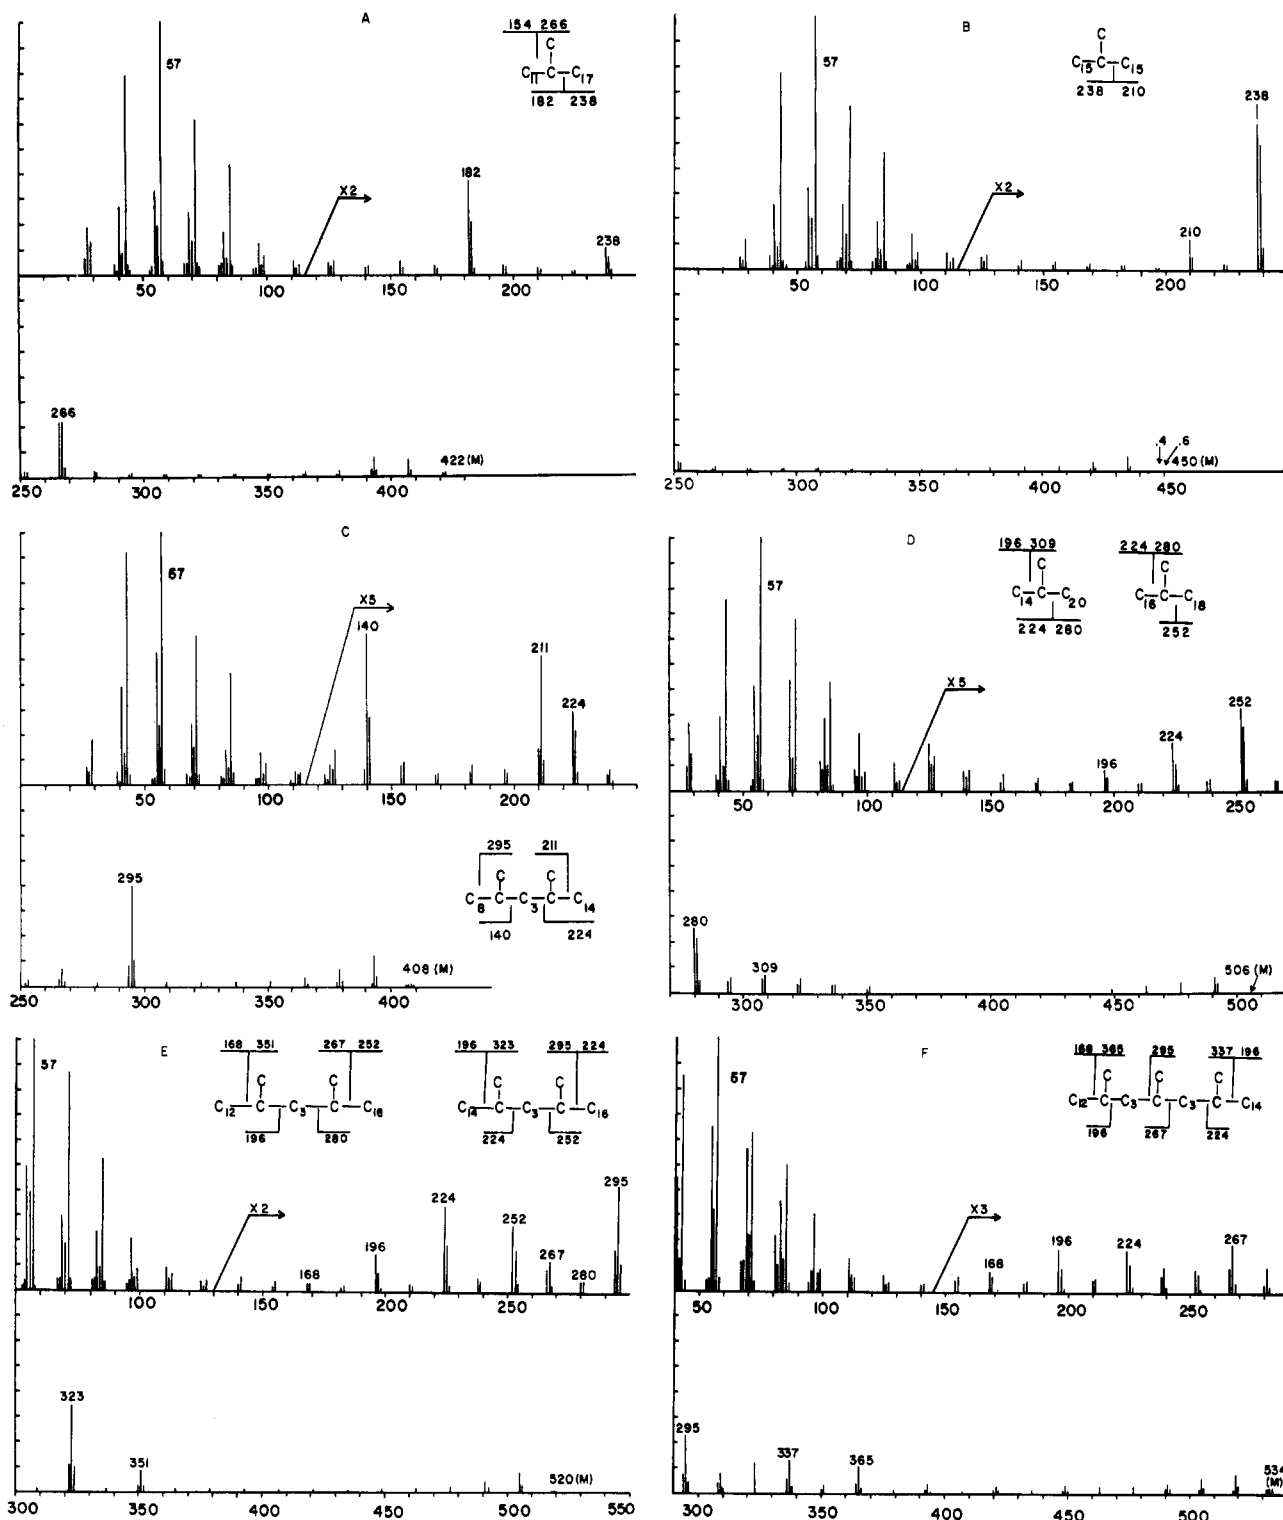 A
154 266
C
C11-C-C17
182 238
57
X2
182
238
50 100 150 200
266
422 (M)
250 300 350 400
B
C
C15-C-C15
238 210
57
X2
238
210
50 100 150 200
.4 .6
450 (M)
250 300 350 400 450
C
57
X5
140
211
224
50 100 150 200
295 211
C C
C8-C-C3-C-C14
140 224
295
408 (M)
250 300 350 400
D
196 309 224 280
C C
C14-C-C20 C16-C-C18
224 280 252
57
X5
196
224
252
50 100 150 200 250
280
309
506 (M)
300 350 400 450 500
E
168 351 267 252 196 323 295 224
C C C C
C12-C-C3-C-C18 C14-C-C3-C-C16
196 280 224 252
57
X2
168
196
224
252
267
280
295
100 150 200 250
323
351
520 (M)
300 350 400 450 500 550
F
168 365 295 337 196
C C C
C12-C-C3-C-C3-C-C14
196 267 224
57
X3
168
196
224
267
50 100 150 200 250
295
337
365
534
(M)
300 350 400 450 500